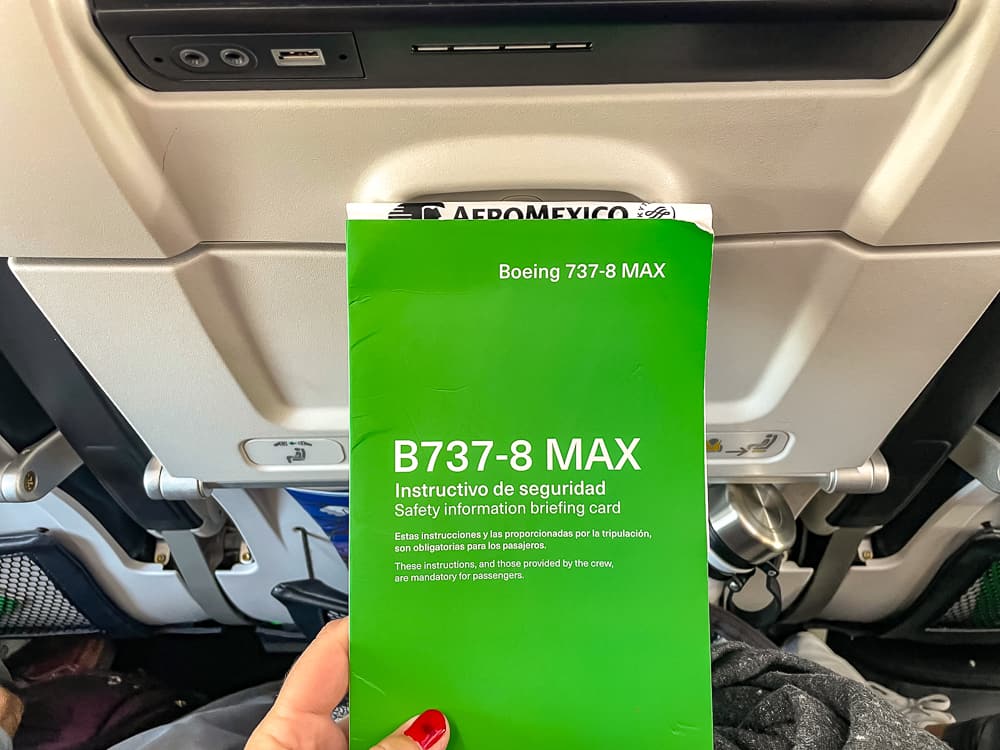 AEROMEXICO
Boeing 737-8 MAX
B737-8 MAX
Instructivo de seguridad
Safety information briefing card
Estas instrucciones y las proporcionadas por la tripulación,
son obligatorias para los pasajeros.
These instructions, and those provided by the crew,
are mandatory for passengers.